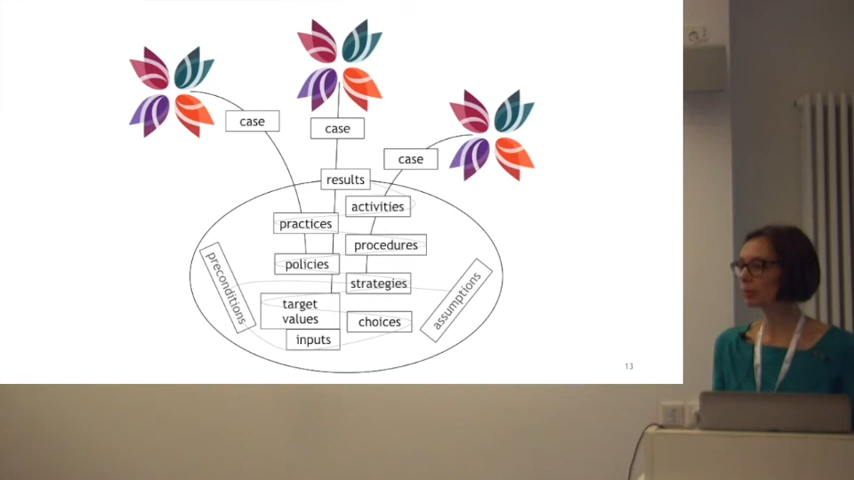 case
case
case
results
activities
practices
procedures
policies
preconditions
strategies
assumptions
target
values
choices
inputs
13